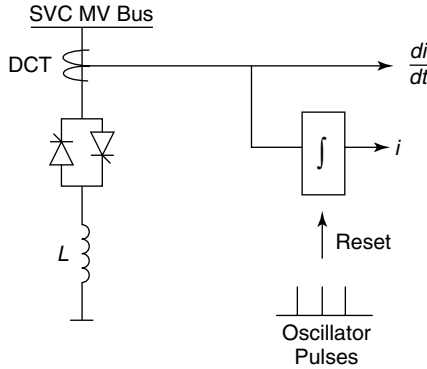 SVC MV Bus
DCT
di
dt
∫
i
Reset
L
Oscillator
Pulses